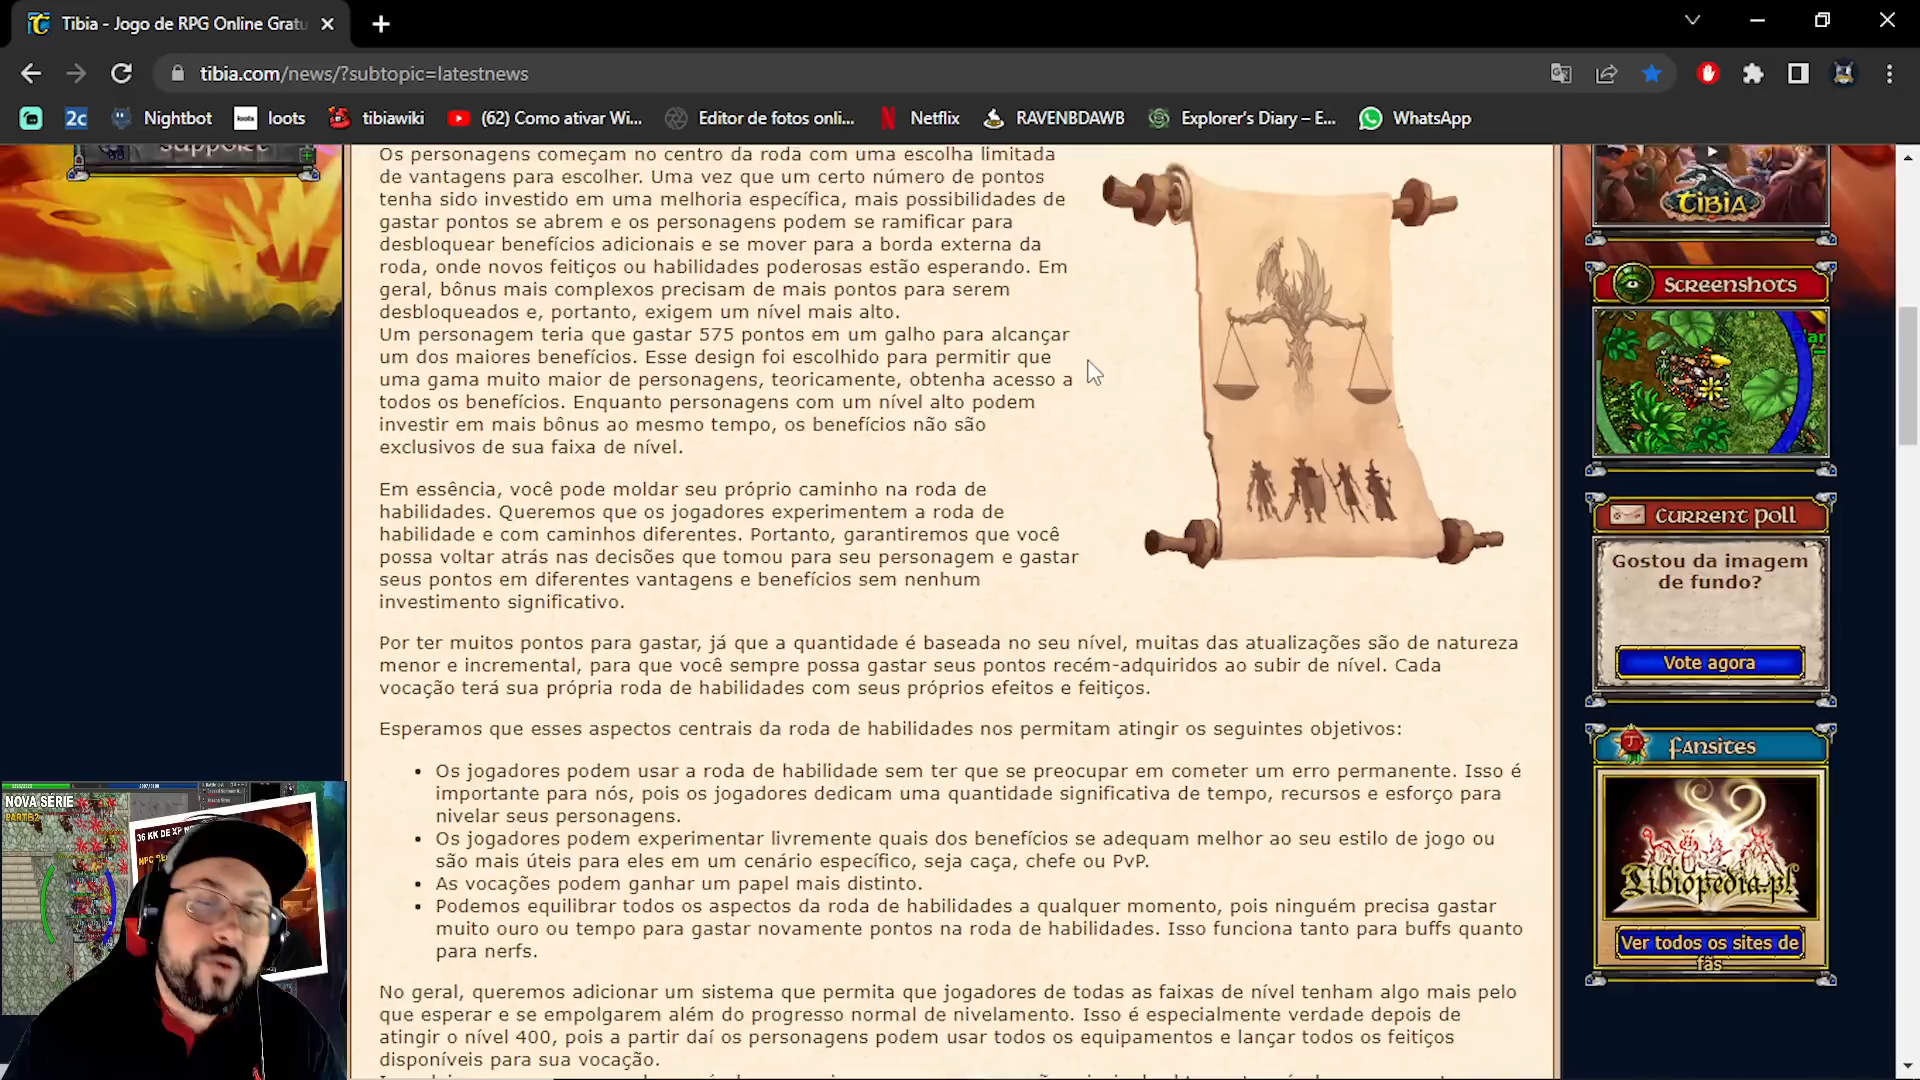 Tibia - Jogo de RPG Online Gratu
tibia.com/news/?subtopic=latestnews
2c
Nightbot
loots
loots
tibiawiki
(62) Como ativar Wi...
Editor de fotos onli...
Netflix
RAVENBDAWB
Explorer's Diary – E...
WhatsApp
Support
Os personagens começam no centro da roda com uma escolha limitada
de vantagens para escolher. Uma vez que um certo número de pontos
tenha sido investido em uma melhoria específica, mais possibilidades de
gastar pontos se abrem e os personagens podem se ramificar para
desbloquear benefícios adicionais e se mover para a borda externa da
roda, onde novos feitiços ou habilidades poderosas estão esperando. Em
geral, bônus mais complexos precisam de mais pontos para serem
desbloqueados e, portanto, exigem um nível mais alto.
Um personagem teria que gastar 575 pontos em um galho para alcançar
um dos maiores benefícios. Esse design foi escolhido para permitir que
uma gama muito maior de personagens, teoricamente, obtenha acesso a
todos os benefícios. Enquanto personagens com um nível alto podem
investir em mais bônus ao mesmo tempo, os benefícios não são
exclusivos de sua faixa de nível.
Em essência, você pode moldar seu próprio caminho na roda de
habilidades. Queremos que os jogadores experimentem a roda de
habilidade e com caminhos diferentes. Portanto, garantiremos que você
possa voltar atrás nas decisões que tomou para seu personagem e gastar
seus pontos em diferentes vantagens e benefícios sem nenhum
investimento significativo.
Por ter muitos pontos para gastar, já que a quantidade é baseada no seu nível, muitas das atualizações são de natureza
menor e incremental, para que você sempre possa gastar seus pontos recém-adquiridos ao subir de nível. Cada
vocação terá sua própria roda de habilidades com seus próprios efeitos e feitiços.
Esperamos que esses aspectos centrais da roda de habilidades nos permitam atingir os seguintes objetivos:
• Os jogadores podem usar a roda de habilidade sem ter que se preocupar em cometer um erro permanente. Isso é
importante para nós, pois os jogadores dedicam uma quantidade significativa de tempo, recursos e esforço para
nivelar seus personagens.
• Os jogadores podem experimentar livremente quais dos benefícios se adequam melhor ao seu estilo de jogo ou
são mais úteis para eles em um cenário específico, seja caça, chefe ou PvP.
• As vocações podem ganhar um papel mais distinto.
• Podemos equilibrar todos os aspectos da roda de habilidades a qualquer momento, pois ninguém precisa gastar
muito ouro ou tempo para gastar novamente pontos na roda de habilidades. Isso funciona tanto para buffs quanto
para nerfs.
No geral, queremos adicionar um sistema que permita que jogadores de todas as faixas de nível tenham algo mais pelo
que esperar e se empolgarem além do progresso normal de nivelamento. Isso é especialmente verdade depois de
atingir o nível 400, pois a partir daí os personagens podem usar todos os equipamentos e lançar todos os feitiços
disponíveis para sua vocação.
TIBIA
Screenshots
Current Poll
Gostou da imagem
de fundo?
Vote agora
Fansites
Tibiopedia.pl
Ver todos os sites de
fãs
NOVA SÉRIE
PARTE 2
36 KK DE XP